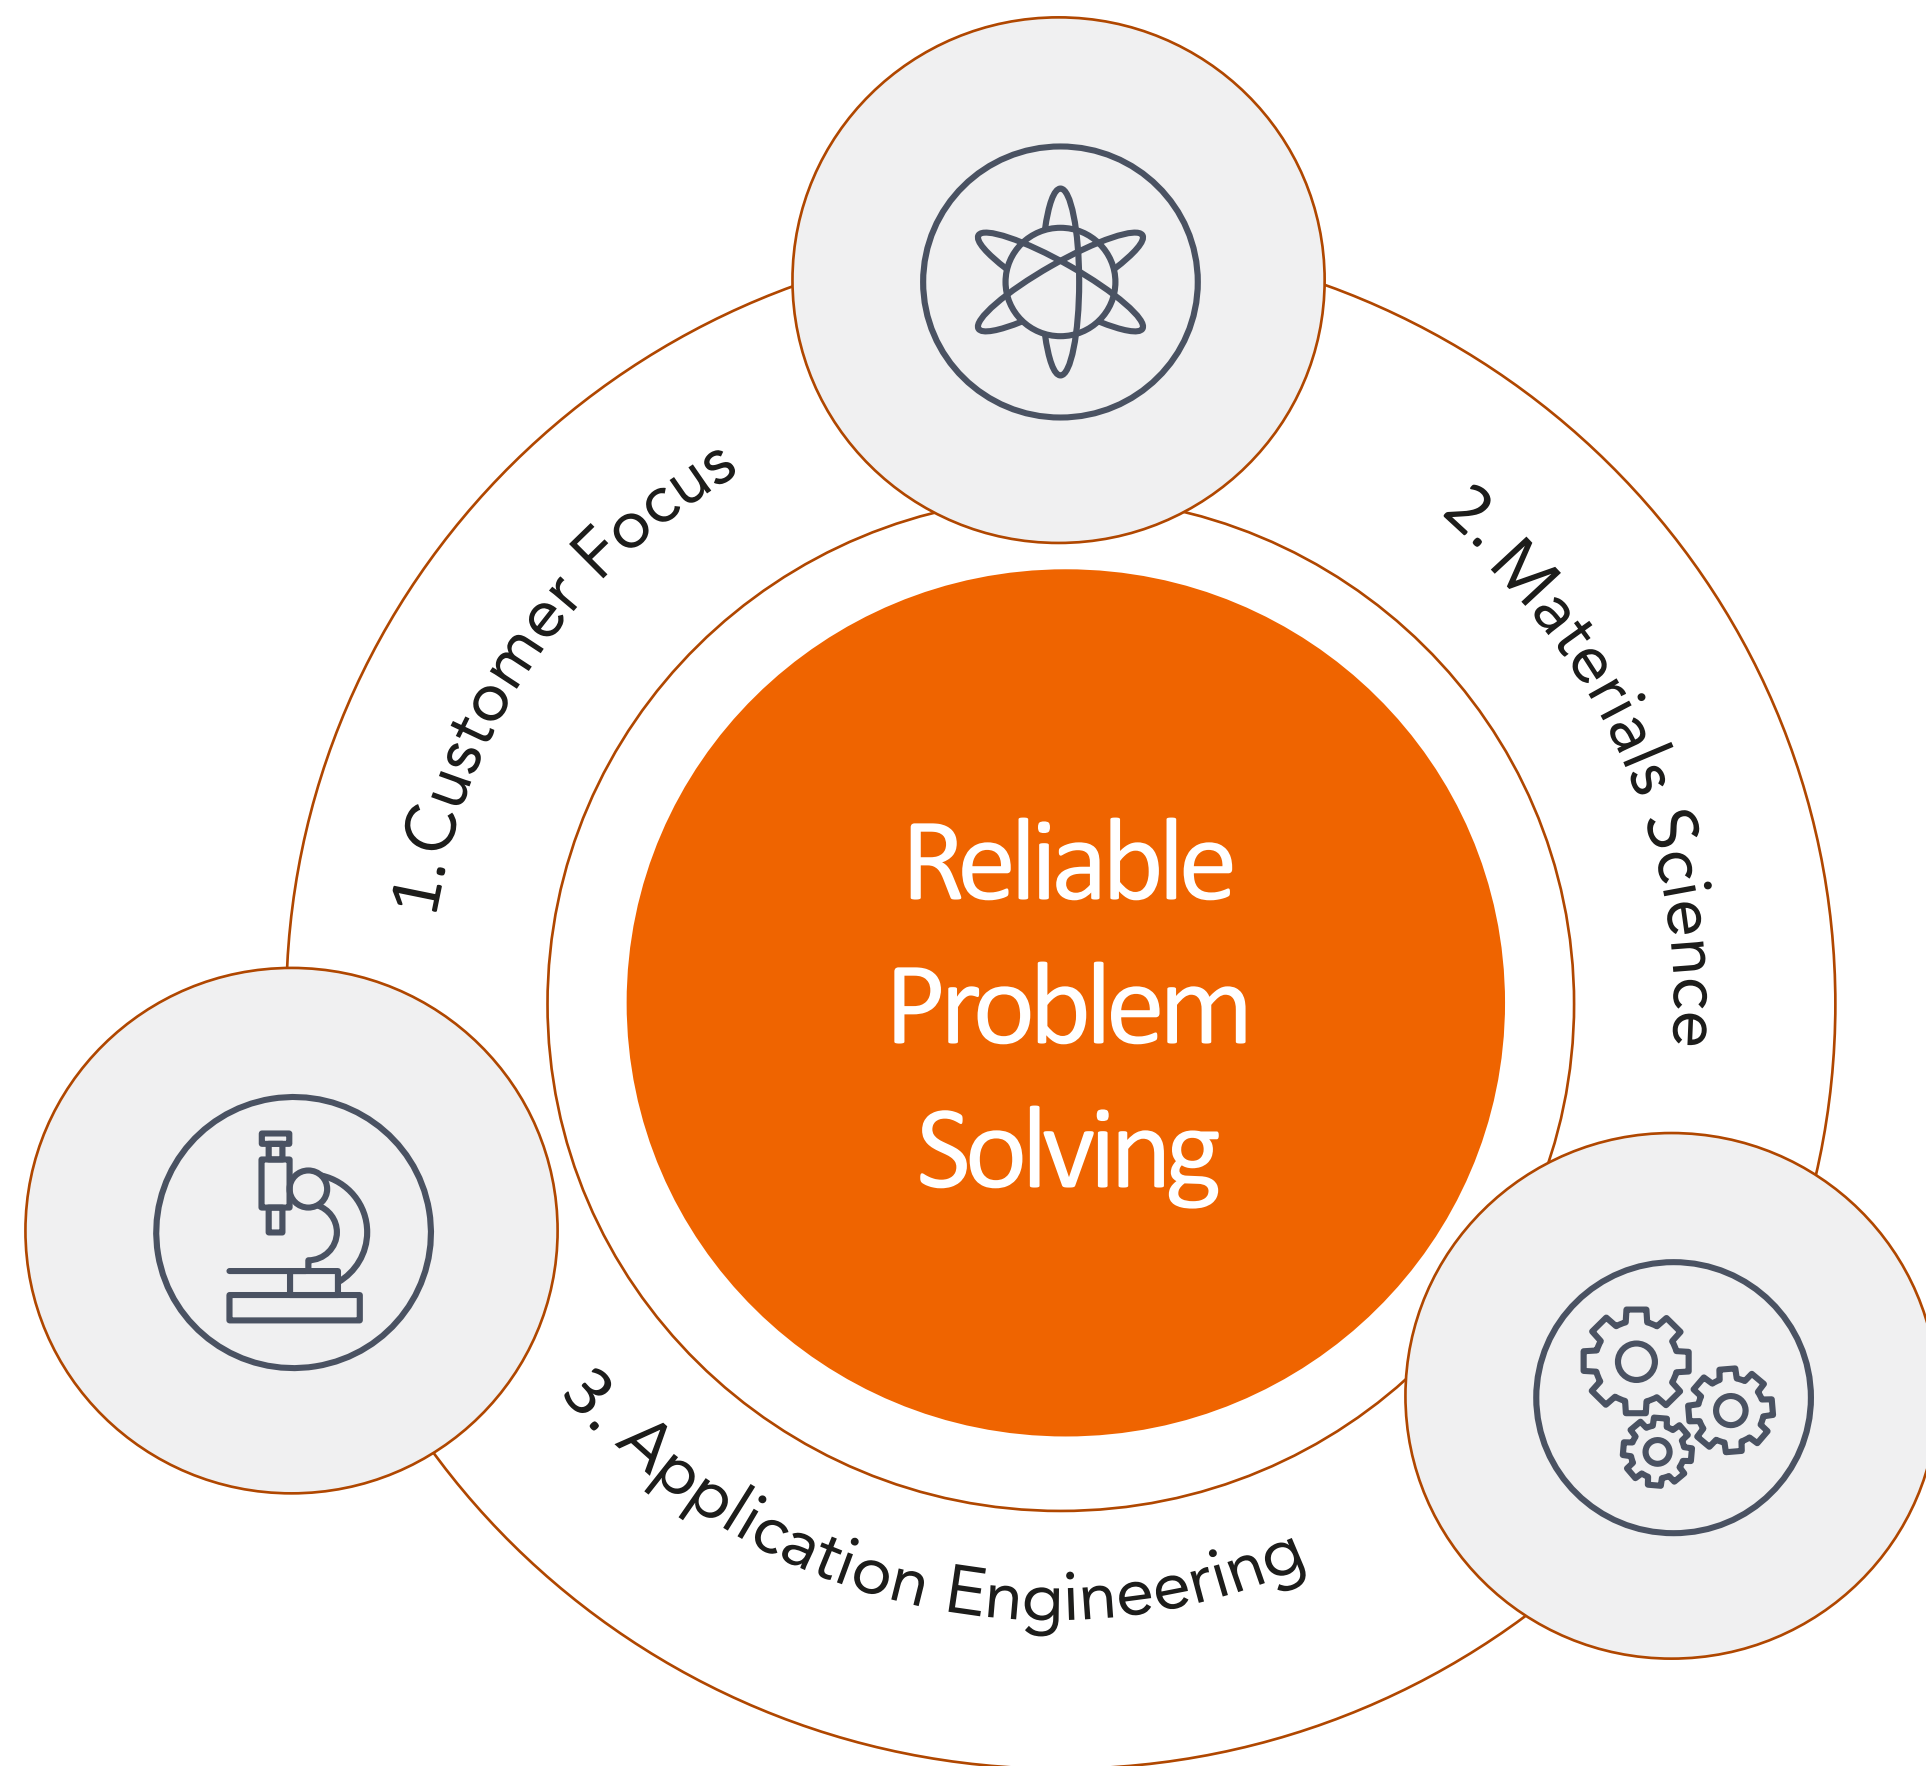 1. Customer Focus
2. Materials Science
Reliable
Problem
Solving
3. Application Engineering